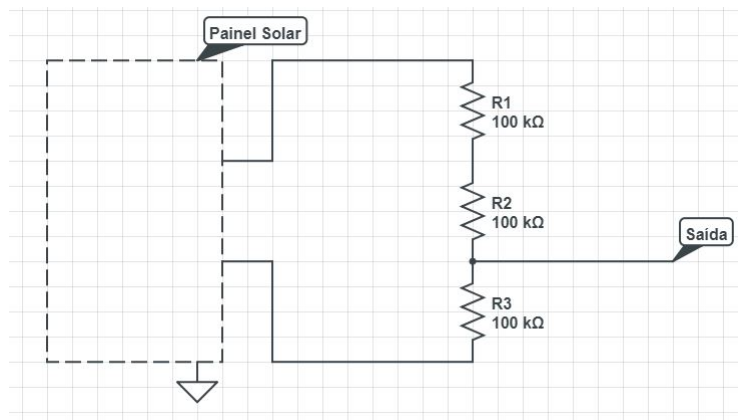 Painel Solar
R1
100 kΩ
R2
100 kΩ
Saída
R3
100 kΩ